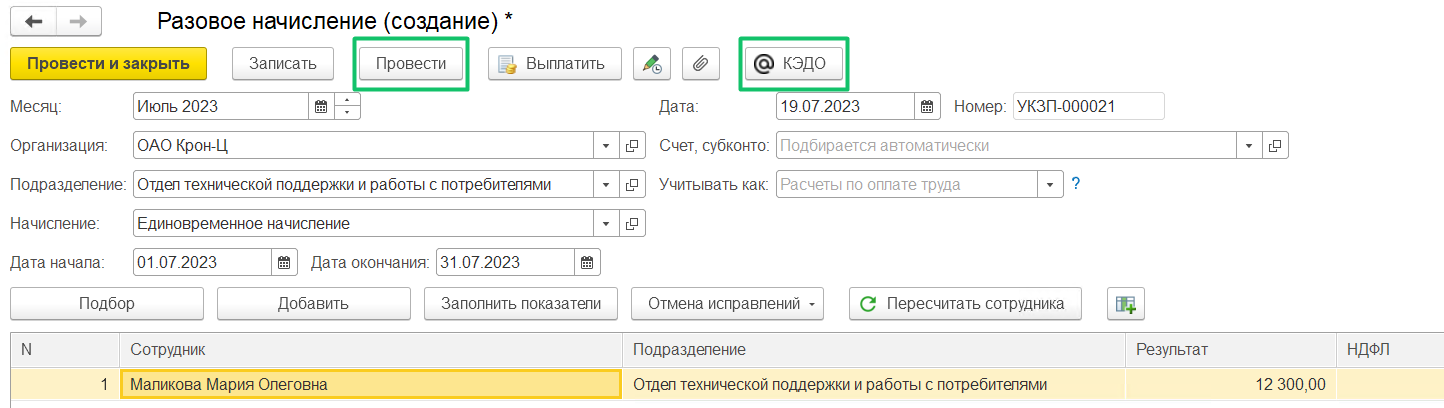 Разовое начисление (создание) *
Провести и закрыть Записать Провести Выплатить @ КЭДО
Месяц: Июль 2023 Дата: 19.07.2023 Номер: УКЗП-000021
Организация: ОАО Крон-Ц Счет, субконто: Подбирается автоматически
Подразделение: Отдел технической поддержки и работы с потребителями Учитывать как: Расчеты по оплате труда ?
Начисление: Единовременное начисление
Дата начала: 01.07.2023 Дата окончания: 31.07.2023
Подбор Добавить Заполнить показатели Отмена исправлений Пересчитать сотрудника
N Сотрудник Подразделение Результат НДФЛ
1 Маликова Мария Олеговна Отдел технической поддержки и работы с потребителями 12 300,00